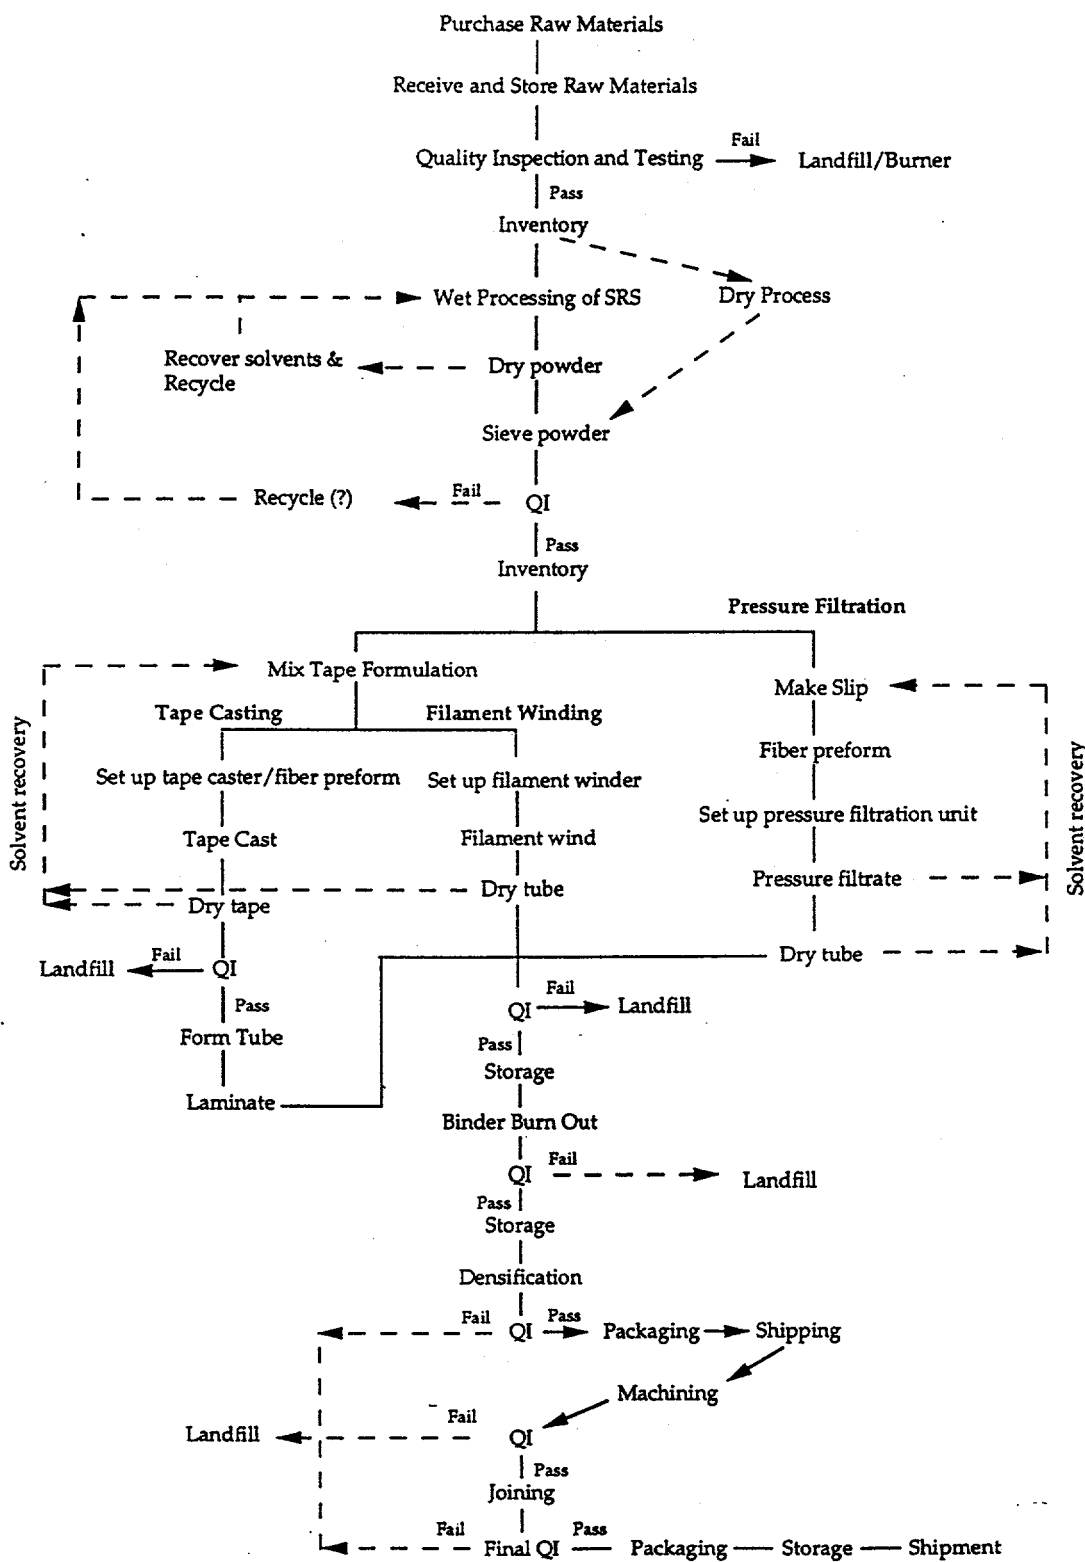 Purchase Raw Materials
Receive and Store Raw Materials
Quality Inspection and Testing
Fail
Landfill/Burner
Pass
Inventory
Wet Processing of SRS
Dry Process
Recover solvents &
Recycle
Dry powder
Sieve powder
Recycle (?)
Fail
QI
Pass
Inventory
Pressure Filtration
Mix Tape Formulation
Make Slip
Tape Casting
Filament Winding
Solvent recovery
Fiber preform
Set up tape caster/fiber preform
Set up filament winder
Set up pressure filtration unit
Solvent recovery
Tape Cast
Filament wind
Pressure filtrate
Dry tube
Dry tape
Dry tube
Landfill
Fail
QI
Fail
QI
Landfill
Pass
Form Tube
Pass
Storage
Laminate
Binder Burn Out
QI
Fail
Landfill
Pass
Storage
Densification
Fail
QI
Pass
Packaging
Shipping
Machining
Landfill
Fail
QI
Pass
Joining
Fail
Final QI
Pass
Packaging
Storage
Shipment